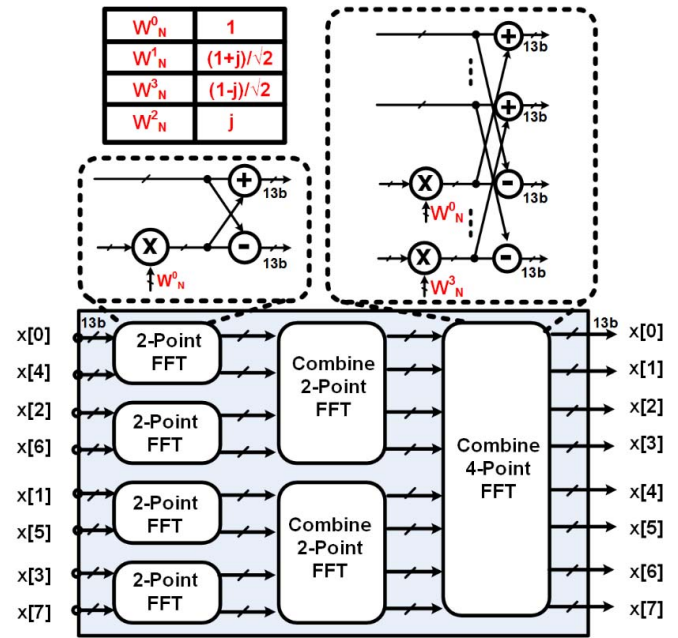 W⁰N 1
W¹N (1+j)/√2
W³N (1-j)/√2
W²N j
+
13b
X
-
13b
W⁰N
+
13b
+
13b
X
-
13b
W⁰N
X
-
13b
W³N
13b
13b
x[0]
x[4]
x[2]
x[6]
x[1]
x[5]
x[3]
x[7]
2-Point
FFT
2-Point
FFT
2-Point
FFT
2-Point
FFT
Combine
2-Point
FFT
Combine
2-Point
FFT
Combine
4-Point
FFT
x[0]
x[1]
x[2]
x[3]
x[4]
x[5]
x[6]
x[7]